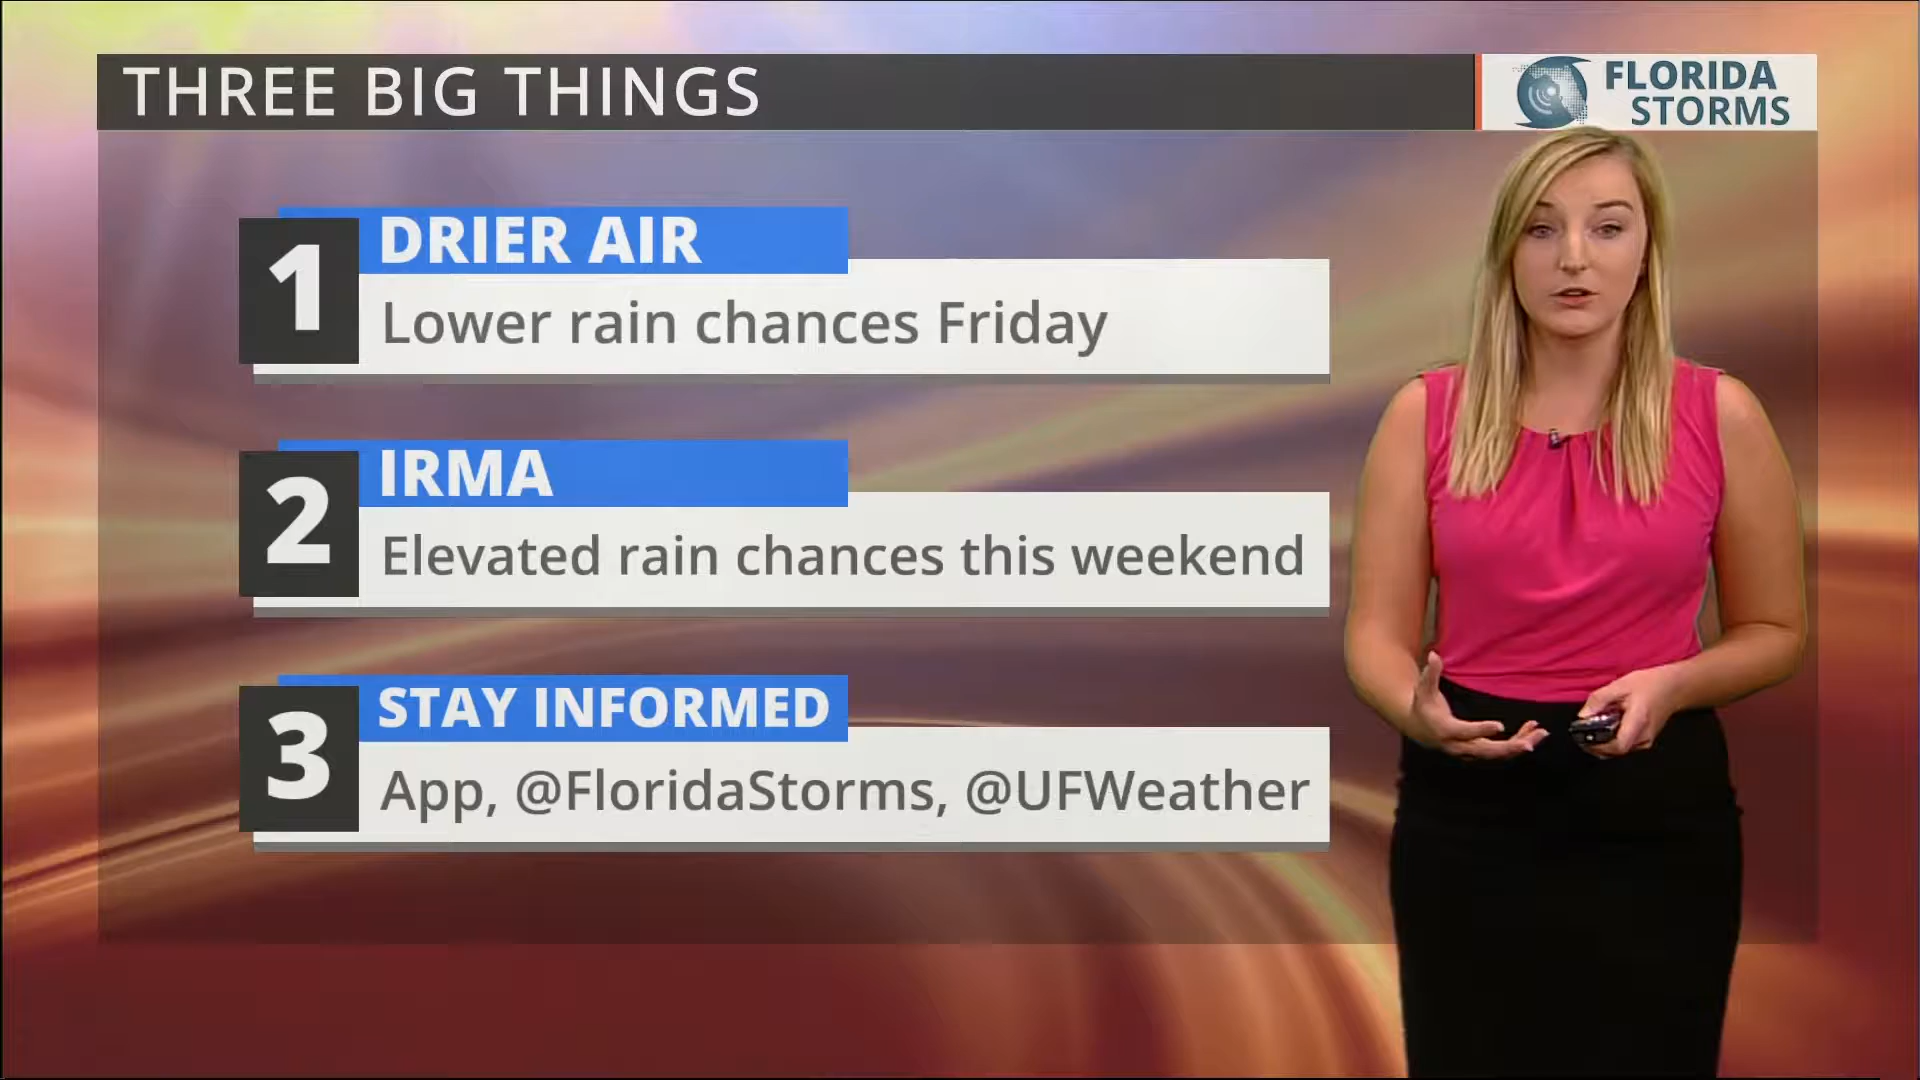 THREE BIG THINGS
FLORIDA
STORMS
1
DRIER AIR
Lower rain chances Friday
2
IRMA
Elevated rain chances this weekend
3
STAY INFORMED
App, @FloridaStorms, @UFWeather